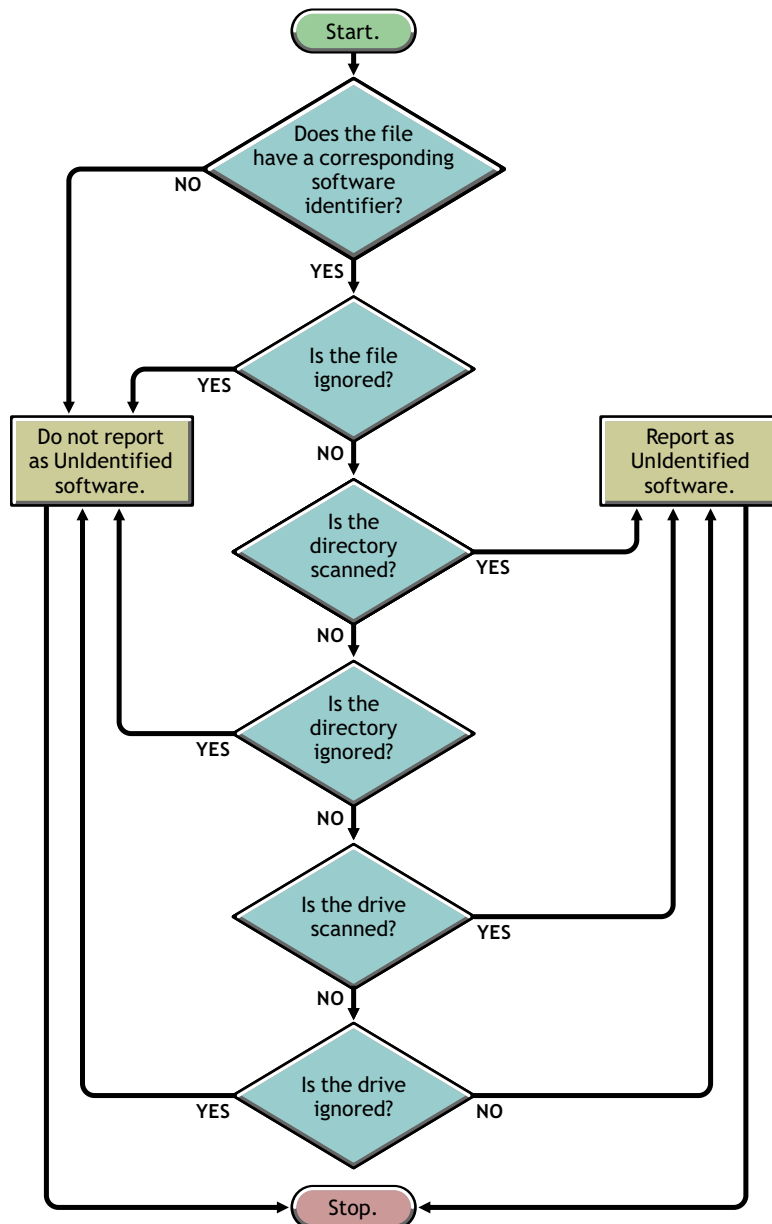 Start.
Does the file
have a corresponding
software
identifier?
NO
YES
Is the file
ignored?
YES
NO
Do not report
as UnIdentified
software.
Report as
UnIdentified
software.
Is the
directory
scanned?
YES
NO
Is the
directory
ignored?
YES
NO
Is the drive
scanned?
YES
NO
Is the drive
ignored?
YES
NO
Stop.